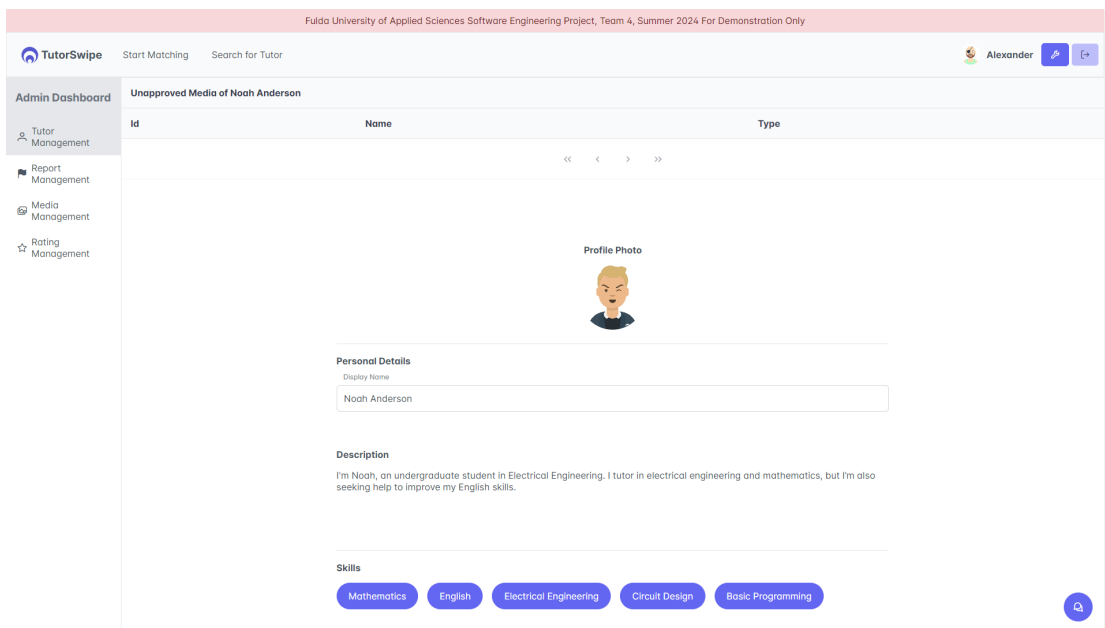 Fulda University of Applied Sciences Software Engineering Project, Team 4, Summer 2024 For Demonstration Only
TutorSwipe
Start Matching
Search for Tutor
Alexander
Admin Dashboard
Tutor
Management
Report
Management
Media
Management
Rating
Management
Unapproved Media of Noah Anderson
Id Name Type
Profile Photo
Personal Details
Display Name
Noah Anderson
Description
I'm Noah, an undergraduate student in Electrical Engineering. I tutor in electrical engineering and mathematics, but I'm also
seeking help to improve my English skills.
Skills
Mathematics English Electrical Engineering Circuit Design Basic Programming